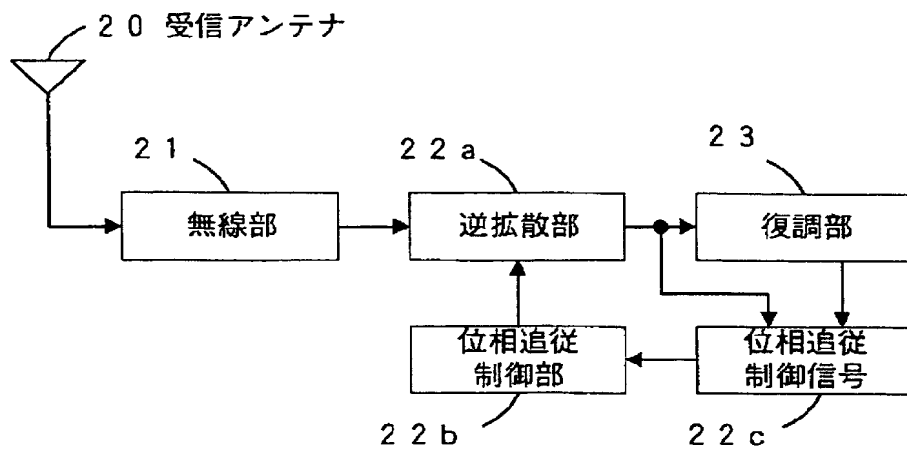 ２０ 受信アンテナ
２１
２２a
２３
無線部
逆拡散部
復調部
位相追従
制御部
位相追従
制御信号
２２b
２２c